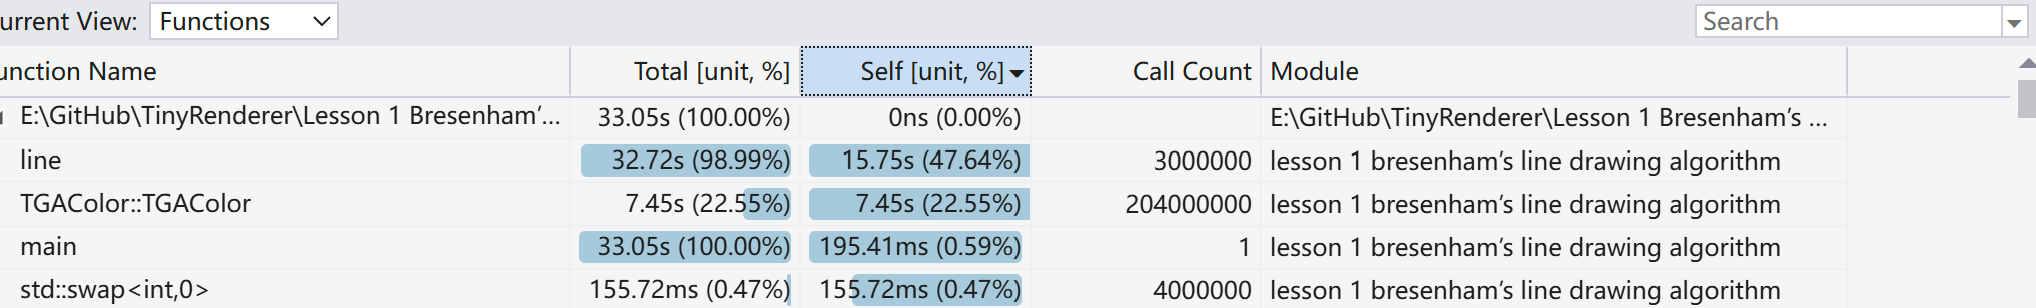 urrent View: Functions Search
unction Name Total [unit, %] Self [unit, %] Call Count Module
E:\GitHub\TinyRenderer\Lesson 1 Bresenham’... 33.05s (100.00%) 0ns (0.00%) E:\GitHub\TinyRenderer\Lesson 1 Bresenham’s ...
line 32.72s (98.99%) 15.75s (47.64%) 3000000 lesson 1 bresenham’s line drawing algorithm
TGAColor::TGAColor 7.45s (22.55%) 7.45s (22.55%) 204000000 lesson 1 bresenham’s line drawing algorithm
main 33.05s (100.00%) 195.41ms (0.59%) 1 lesson 1 bresenham’s line drawing algorithm
std::swap<int,0> 155.72ms (0.47%) 155.72ms (0.47%) 4000000 lesson 1 bresenham’s line drawing algorithm